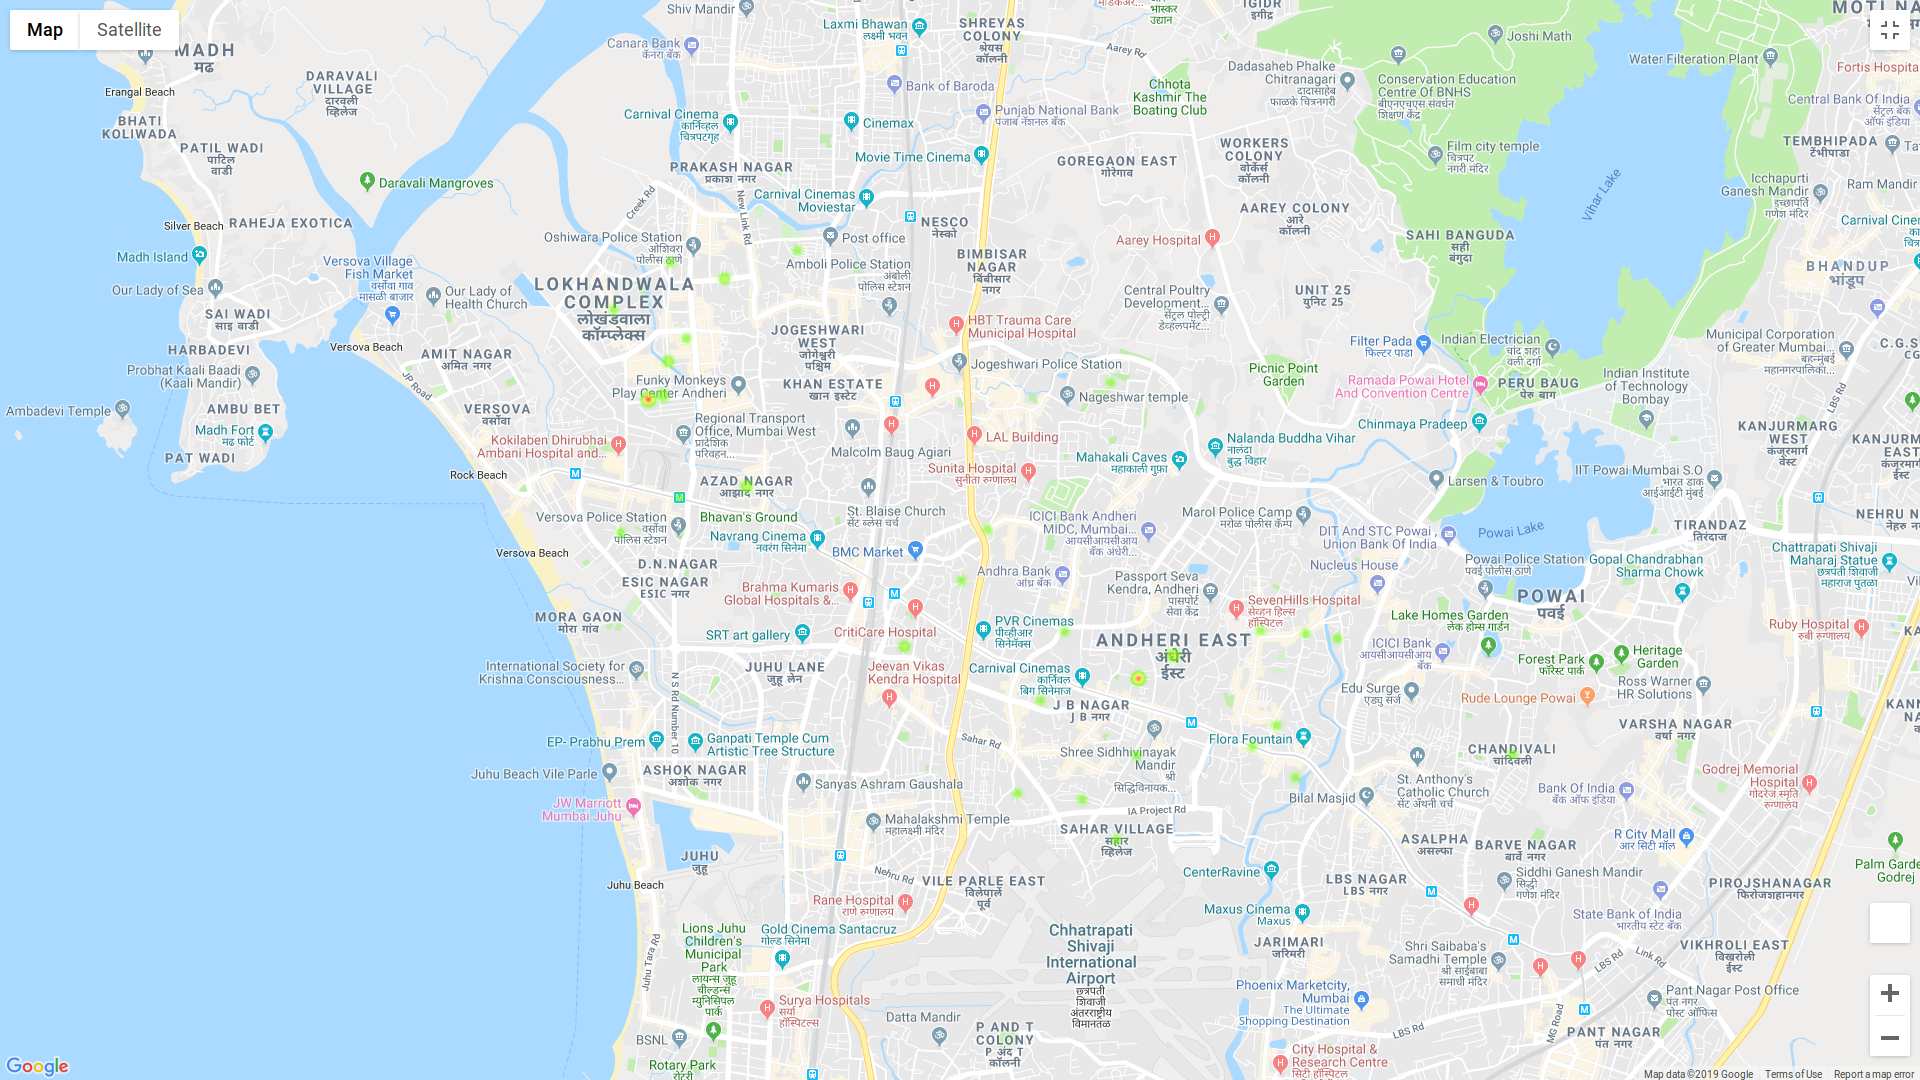 Map
Satellite
MADH
मढ
Erangal Beach
BHATI
KOLIWADA
DARAVALI
VILLAGE
दारवली
व्हिलेज
PATIL WADI
पाटिल
वाडी
Daravali Mangroves
Silver Beach
RAHEJA EXOTICA
Madh Island
Our Lady of Sea
SAI WADI
साइ वाडी
HARBADEVI
Probhat Kaali Baadi
(Kaali Mandir)
Ambadevi Temple
AMBU BET
Madh Fort
मढ फोर्ट
PAT WADI
Versova Village
Fish Market
वर्सोवा गाव
मासळी बाजार
Our Lady of
Health Church
Versova Beach
AMIT NAGAR
अमित नगर
JP Road
VERSOVA
वर्सोवा
Kokilaben Dhirubhai
Ambani Hospital and...
Rock Beach
Versova Police Station
वर्सोवा
पोलिस स्टेशन
Versova Beach
Shiv Mandir
Canara Bank
कॅनरा बँक
Laxmi Bhawan
लक्ष्मी भवन
SHREYAS
COLONY
श्रेयस
कॉलनी
Aarey Rd
Bank of Baroda
Punjab National Bank
पंजाब नॅशनल बँक
Carnival Cinema
कार्निव्हल
चित्रपटगृह
Cinemax
Movie Time Cinema
PRAKASH NAGAR
प्रकाश नगर
Creek Rd
New Link Rd
Carnival Cinemas
Moviestar
NESCO
नेस्को
Post office
Oshiwara Police Station
ओशिवरा
पोलीस ठाणे
Amboli Police Station
अंबोली
पोलिस स्टेशन
LOKHANDWALA
COMPLEX
लोखंडवाला
कॉम्प्लेक्स
BIMBISAR
NAGAR
बिंबीसार
नगर
HBT Trauma Care
Municipal Hospital
JOGESHWARI
WEST
जोगेश्वरी
पश्चिम
Jogeshwari Police Station
KHAN ESTATE
खान इस्टेट
Funky Monkeys
Play Center Andheri
Regional Transport
Office, Mumbai West
प्रादेशिक
परिवहन...
Malcolm Baug Agiari
LAL Building
Nageshwar temple
Sunita Hospital
सुनीता रुग्णालय
Mahakali Caves
महाकाली गुफा
AZAD NAGAR
आझाद नगर
Bhavan's Ground
St. Blaise Church
सेंट ब्लेस चर्च
Navrang Cinema
नवरंग सिनेमा
BMC Market
D.N.NAGAR
ESIC NAGAR
ESIC नगर
MORA GAON
मोरा गांव
Brahma Kumaris
Global Hospitals &...
SRT art gallery
CritiCare Hospital
JUHU LANE
जुहू लेन
Jeevan Vikas
Kendra Hospital
International Society for
Krishna Consciousness...
N S Rd Number 10
EP- Prabhu Prem
Ganpati Temple Cum
Artistic Tree Structure
Juhu Beach Vile Parle
ASHOK NAGAR
अशोक नगर
JW Marriott
Mumbai Juhu
Sanyas Ashram Gaushala
Mahalakshmi Temple
महालक्ष्मी मंदिर
JUHU
जुहू
Juhu Beach
Nehru Rd
VILE PARLE EAST
विलेपार्ले
पूर्व
Rane Hospital
राणे रुग्णालय
Lions Juhu
Children's
Municipal
Park
लायन्स जुहू
चील्डन्स
म्युनिसिपल
पार्क
Gold Cinema Santacruz
गोल्ड सिनेमा
Juhu Tara Rd
Surya Hospitals
सर्या
हॉस्पिटल्स
BSNL
Rotary Park
रोटरी
Datta Mandir
P AND T
COLONY
P अंद T
कॉलनी
Chhatrapati
Shivaji
International
Airport
छत्रपती
शिवाजी
अंतरराष्ट्रीय
विमानतळ
भास्कर
उद्यान
IGIDR
इगीद्र
Chhota
Kashmir The
Boating Club
Dadasaheb Phalke
Chitranagari
दादासाहेब
फाळके चित्रनगरी
Joshi Math
Conservation Education
Centre Of BNHS
बीएनएचएस संवर्धन
शिक्षण केंद्र
GOREGAON EAST
गोरेगाव
WORKERS
COLONY
वोर्केर्स
कॉलनी
Film city temple
चित्रपट
नगरी मंदिर
AAREY COLONY
आरे
कॉलनी
Aarey Hospital
SAHI BANGUDA
सही
बंगुदा
Vihar Lake
Central Poultry
Development...
सेंट्रल पोल्ट्री
डेव्हलपमेंट...
UNIT 25
युनिट 25
Filter Pada
फिल्टर पाडा
Indian Electrician
चांद शहा
वली दर्गा
Picnic Point
Garden
Ramada Powai Hotel
And Convention Centre
PERU BAUG
पेरु बाग
Indian Institute
of Technology
Bombay
Chinmaya Pradeep
Nalanda Buddha Vihar
नालंदा
बुद्ध विहार
Larsen & Toubro
IIT Powai Mumbai S.O
भारत डाक
आईआईटी मुंबई
ICICI Bank Andheri
MIDC, Mumbai...
आयसीआयसीआय
बँक अंधेरी...
Marol Police Camp
मरोळ पोलीस कॅम्प
DIT And STC Powai ,
Union Bank Of India
Powai Lake
Andhra Bank
आंध्र बँक
Passport Seva
Kendra, Andheri
पासपोर्ट
सेवा केंद्र
Nucleus House
Powai Police Station
पवई पोलीस ठाणे
Gopal Chandrabhan
Sharma Chowk
SevenHills Hospital
सेव्हन हिल्स
हॉस्पिटल
POWAI
पवई
PVR Cinemas
पीव्हीआर
सिनेमॅक्स
ANDHERI EAST
अंधेरी
ईस्ट
Lake Homes Garden
लेक होम्स गार्डन
ICICI Bank
आयसीआयसीआय
बँक
Carnival Cinemas
कार्निवल
बिग सिनेमाज
Forest Park
फॉरेस्ट पार्क
Heritage
Garden
Edu Surge
एड्यु सर्ज
Rude Lounge Powai
Ross Warner
HR Solutions
J B NAGAR
J B नगर
Sahar Rd
Flora Fountain
VARSHA NAGAR
वर्षा नगर
Shree Sidhhivinayak
Mandir
श्री
सिद्धिविनायक...
CHANDIVALI
चांदिवली
St. Anthony's
Catholic Church
सेंट अँथनी चर्च
Bank Of India
बँक ऑफ इंडिया
Bilal Masjid
IA Project Rd
SAHAR VILLAGE
सहार
व्हिलेज
ASALPHA
असल्फा
BARVE NAGAR
बार्वे नगर
R City Mall
आर सिटी मॉल
CenterRavine
LBS NAGAR
LBS नगर
Siddhi Ganesh Mandir
सिद्धी
गणेश मंदिर
Maxus Cinema
Maxus
State Bank of India
भारतीय स्टेट बँक
JARIMARI
जरिमरी
Shri Saibaba's
Samadhi Temple
श्री साईबाबा
समाधी मंदिर
LBS Rd
Link Rd
Phoenix Marketcity,
Mumbai
The Ultimate
Shopping Destination
LBS Rd
MG Road
Pant Nagar Post Office
पंत नगर
पोस्ट ऑफिस
PANT NAGAR
पंत नगर
City Hospital &
Research Centre
सिटी हॉस्पिटल
MOTI NA
Water Filteration Plant
Fortis Hospita
Central Bank Of India
सेंट्रल बँक
ऑफ इंडिया
TEMBHIPADA
टेंभीपाडा
Icchapurti
Ganesh Mandir
इच्छापर्ति
गणेश मंदिर
Ram Mandir
Carnival Cinem
BHANDUP
भांडूप
Municipal Corporation
of Greater Mumbai...
बृहन्मुंबई
महानगरपालिका...
C.G.S
LBS Rd
KANJURMARG
WEST
कंजुरमार्ग
वेस्ट
KANJURM
EAST
कंजुरमार्ग
ईस्ट
TIRANDAZ
तिरंदाज
NEHRU N
नेहरु न
Chattrapati Shivaji
Maharaj Statue
छत्रपती शिवाजी
महाराज पुतळा
Ruby Hospital
रुबी रुग्णालय
KANN
Godrej Memorial
Hospital
गोदरेज स्मृति
रुग्णालय
Palm Garde
Godrej
PIROJSHANAGAR
फिरोजशहानगर
VIKHROLI EAST
विखरोली
ईस्ट
Google
Map data ©2019 Google
Terms of Use
Report a map error